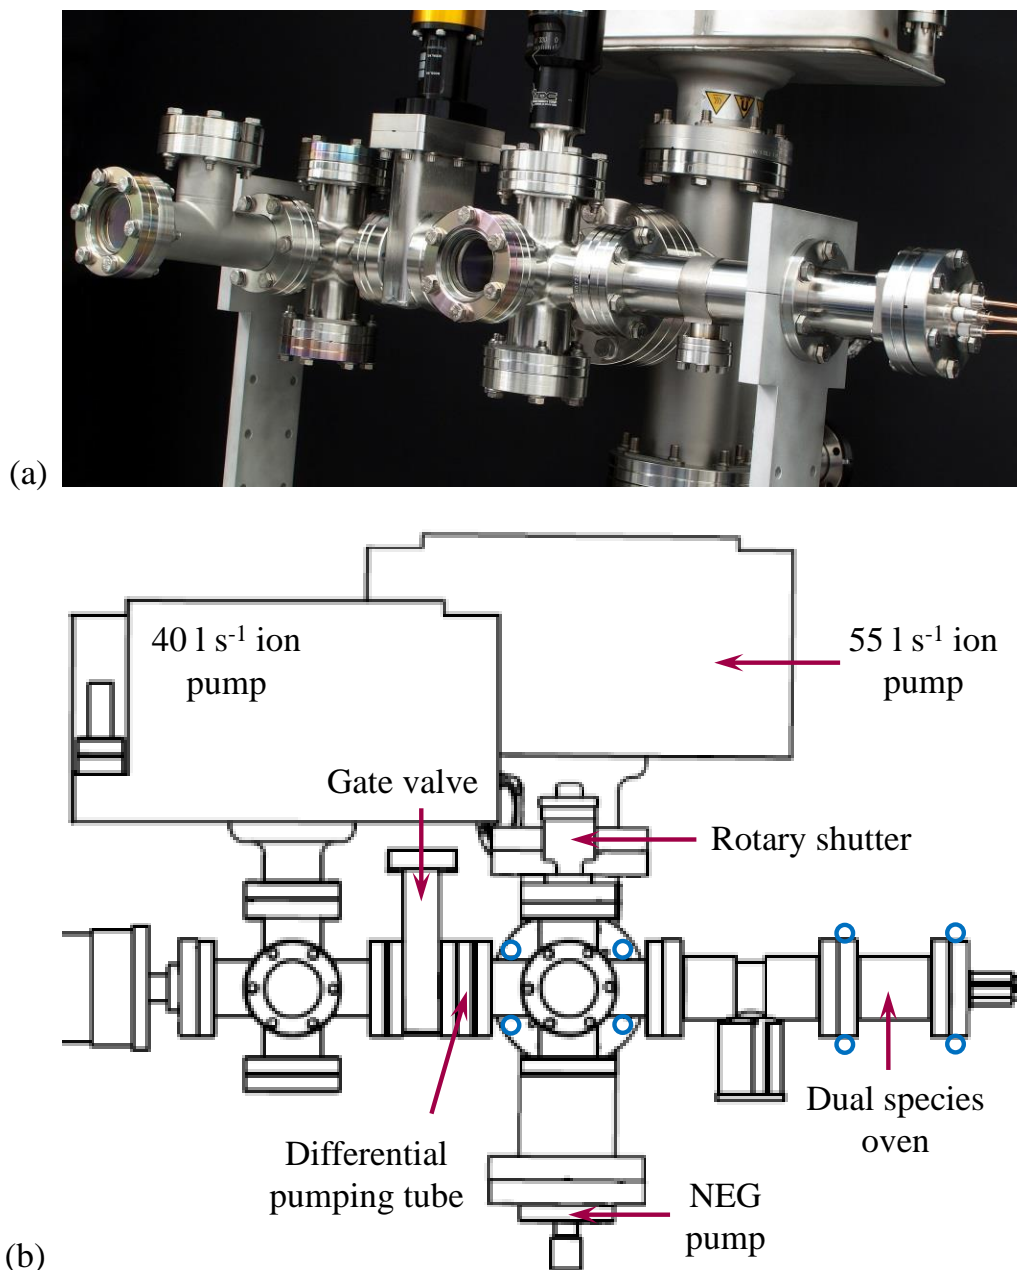 (a)
40 l s⁻¹ ion
pump
55 l s⁻¹ ion
pump
Gate valve
Rotary shutter
Dual species
oven
Differential
pumping tube
NEG
pump
(b)